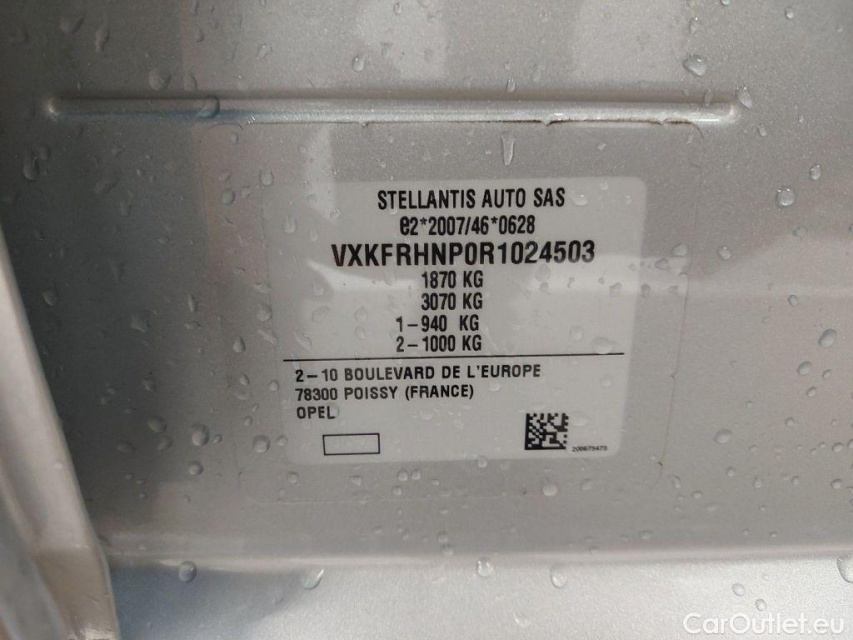 STELLANTIS AUTO SAS
e2*2007/46*0628
VXKFRHNP0R1024503
1870 KG
3070 KG
1-940 KG
2-1000 KG
2-10 BOULEVARD DE L'EUROPE
78300 POISSY (FRANCE)
OPEL
CarOutlet.eu